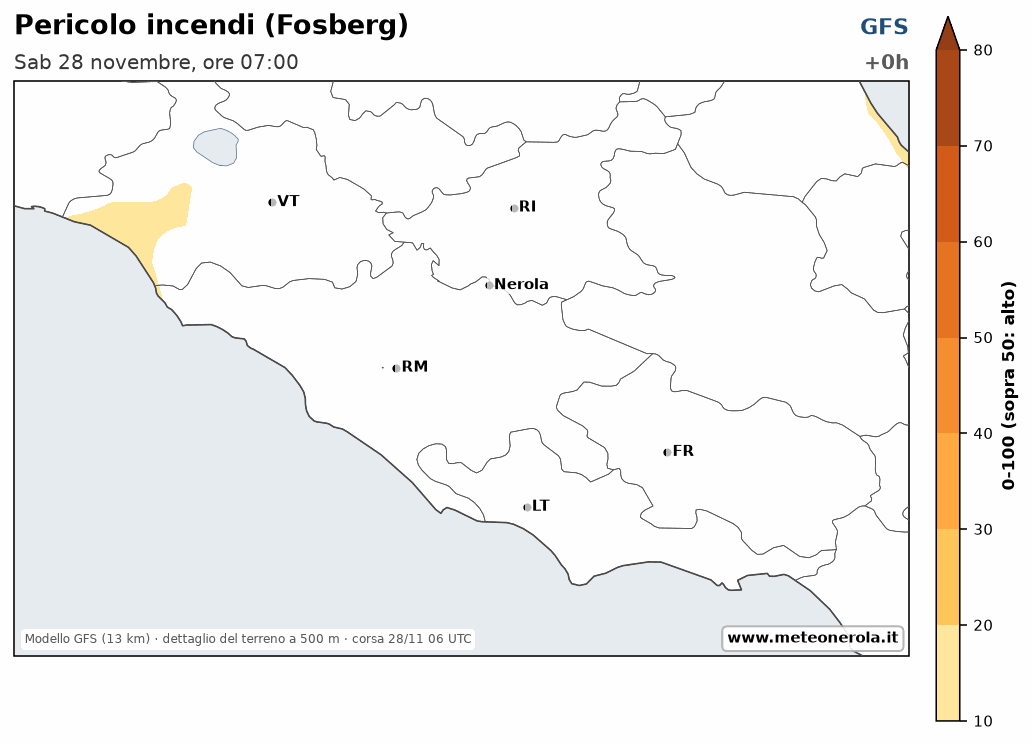 Pericolo incendi (Fosberg)
GFS
Sab 28 novembre, ore 07:00
+0h
VT
RI
Nerola
RM
FR
LT
Modello GFS (13 km) · dettaglio del terreno a 500 m · corsa 28/11 06 UTC
www.meteonerola.it
80
70
60
50
40
30
20
10
0-100 (sopra 50: alto)